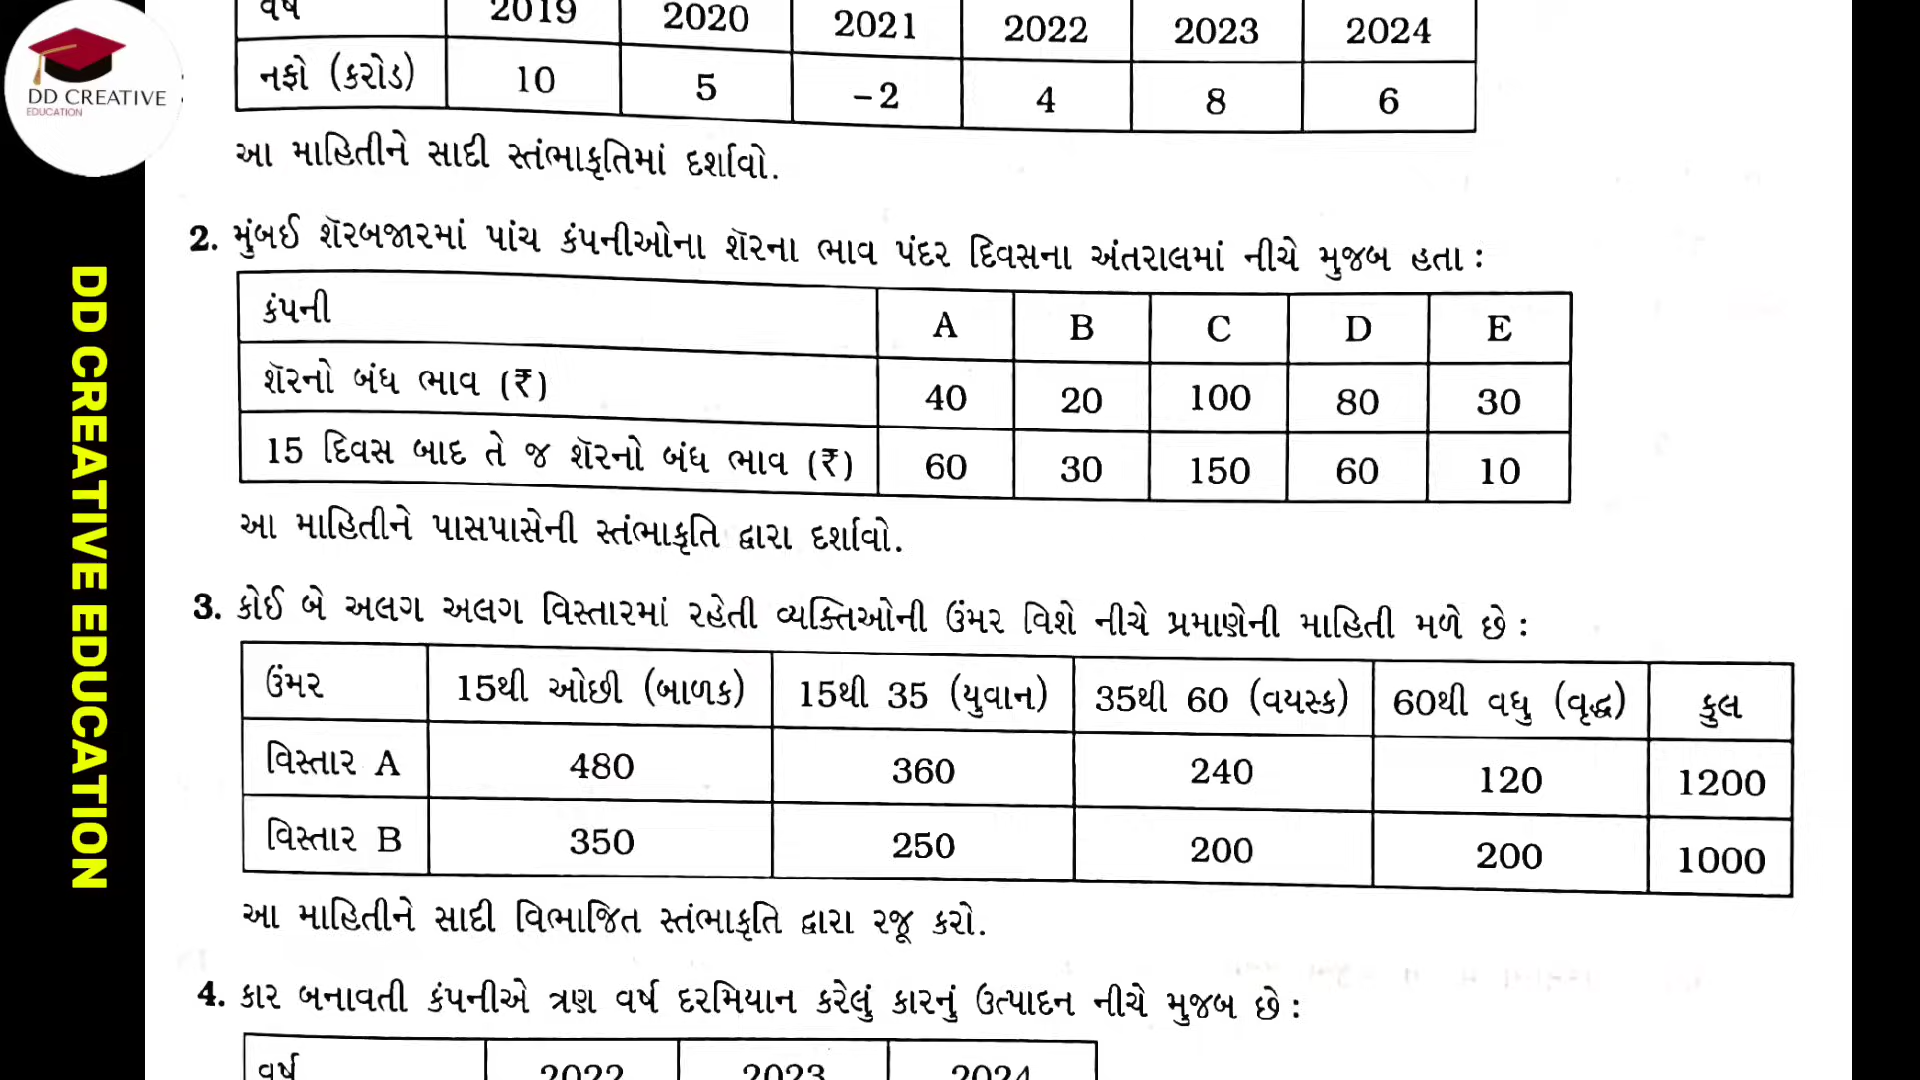 DD CREATIVE
EDUCATION
DD CREATIVE EDUCATION
વર્ષ 2019 2020 2021 2022 2023 2024
નફો (કરોડ) 10 5 –2 4 8 6
આ માહિતીને સાદી સ્તંભાકૃતિમાં દર્શાવો.
2. મુંબઈ શૅરબજારમાં પાંચ કંપનીઓના શૅરના ભાવ પંદર દિવસના અંતરાલમાં નીચે મુજબ હતા :
કંપની A B C D E
શૅરનો બંધ ભાવ (₹) 40 20 100 80 30
15 દિવસ બાદ તે જ શૅરનો બંધ ભાવ (₹) 60 30 150 60 10
આ માહિતીને પાસપાસેની સ્તંભાકૃતિ દ્વારા દર્શાવો.
3. કોઈ બે અલગ અલગ વિસ્તારમાં રહેતી વ્યક્તિઓની ઉંમર વિશે નીચે પ્રમાણેની માહિતી મળે છે :
ઉંમર 15થી ઓછી (બાળક) 15થી 35 (યુવાન) 35થી 60 (વયસ્ક) 60થી વધુ (વૃદ્ધ) કુલ
વિસ્તાર A 480 360 240 120 1200
વિસ્તાર B 350 250 200 200 1000
આ માહિતીને સાદી વિભાજિત સ્તંભાકૃતિ દ્વારા રજૂ કરો.
4. કાર બનાવતી કંપનીએ ત્રણ વર્ષ દરમિયાન કરેલું કારનું ઉત્પાદન નીચે મુજબ છે :
વર્ષ 2022 2023 2024